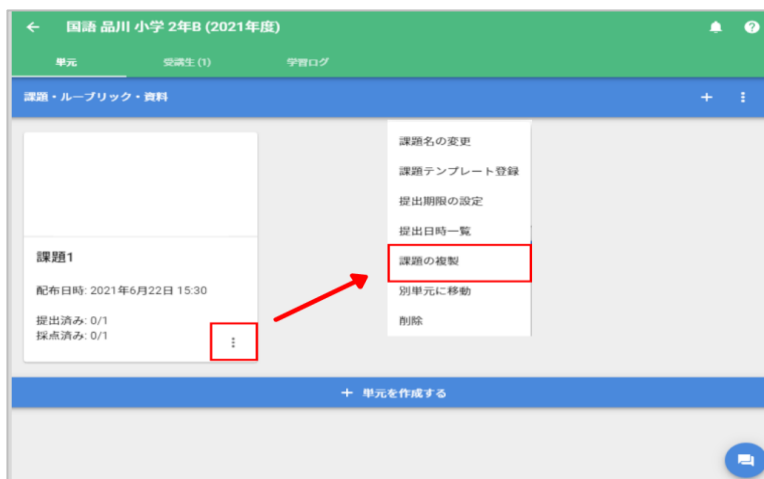 国語 品川 小学 2年B (2021年度)
単元
受講生 (1)
学習ログ
課題・ルーブリック・資料
課題1
配布日時: 2021年6月22日 15:30
提出済み: 0/1
採点済み: 0/1
課題名の変更
課題テンプレート登録
提出期限の設定
提出日時一覧
課題の複製
別単元に移動
削除
+ 単元を作成する